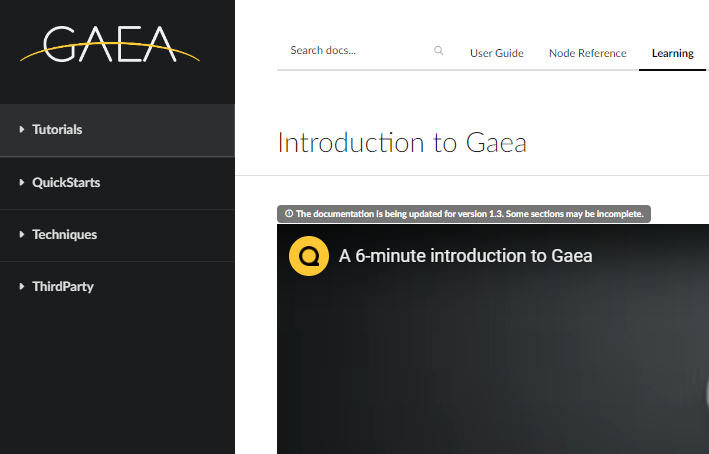 GAEA
Search docs...
User Guide
Node Reference
Learning
Tutorials
QuickStarts
Techniques
ThirdParty
Introduction to Gaea
The documentation is being updated for version 1.3. Some sections may be incomplete.
A 6-minute introduction to Gaea